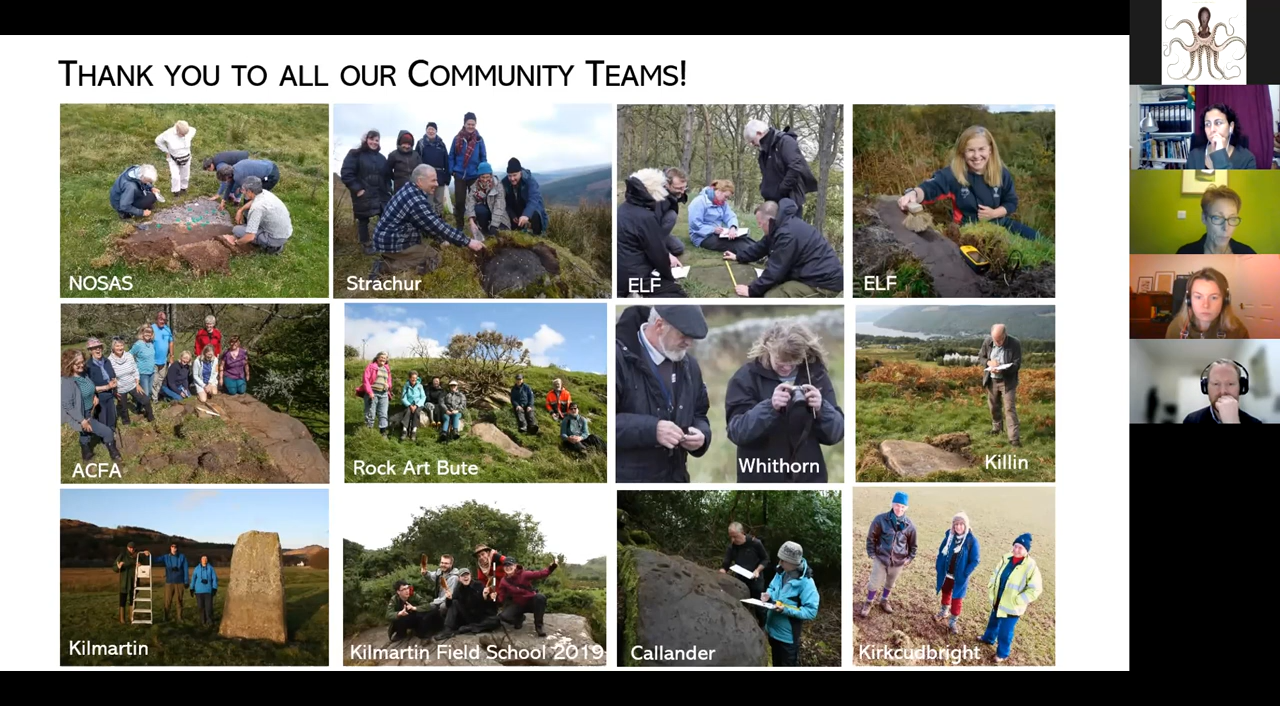 THANK YOU TO ALL OUR COMMUNITY TEAMS!
NOSAS
Strachur
ELF
ELF
ACFA
Rock Art Bute
Whithorn
Killin
Kilmartin
Kilmartin Field School 2019
Callander
Kirkcudbright